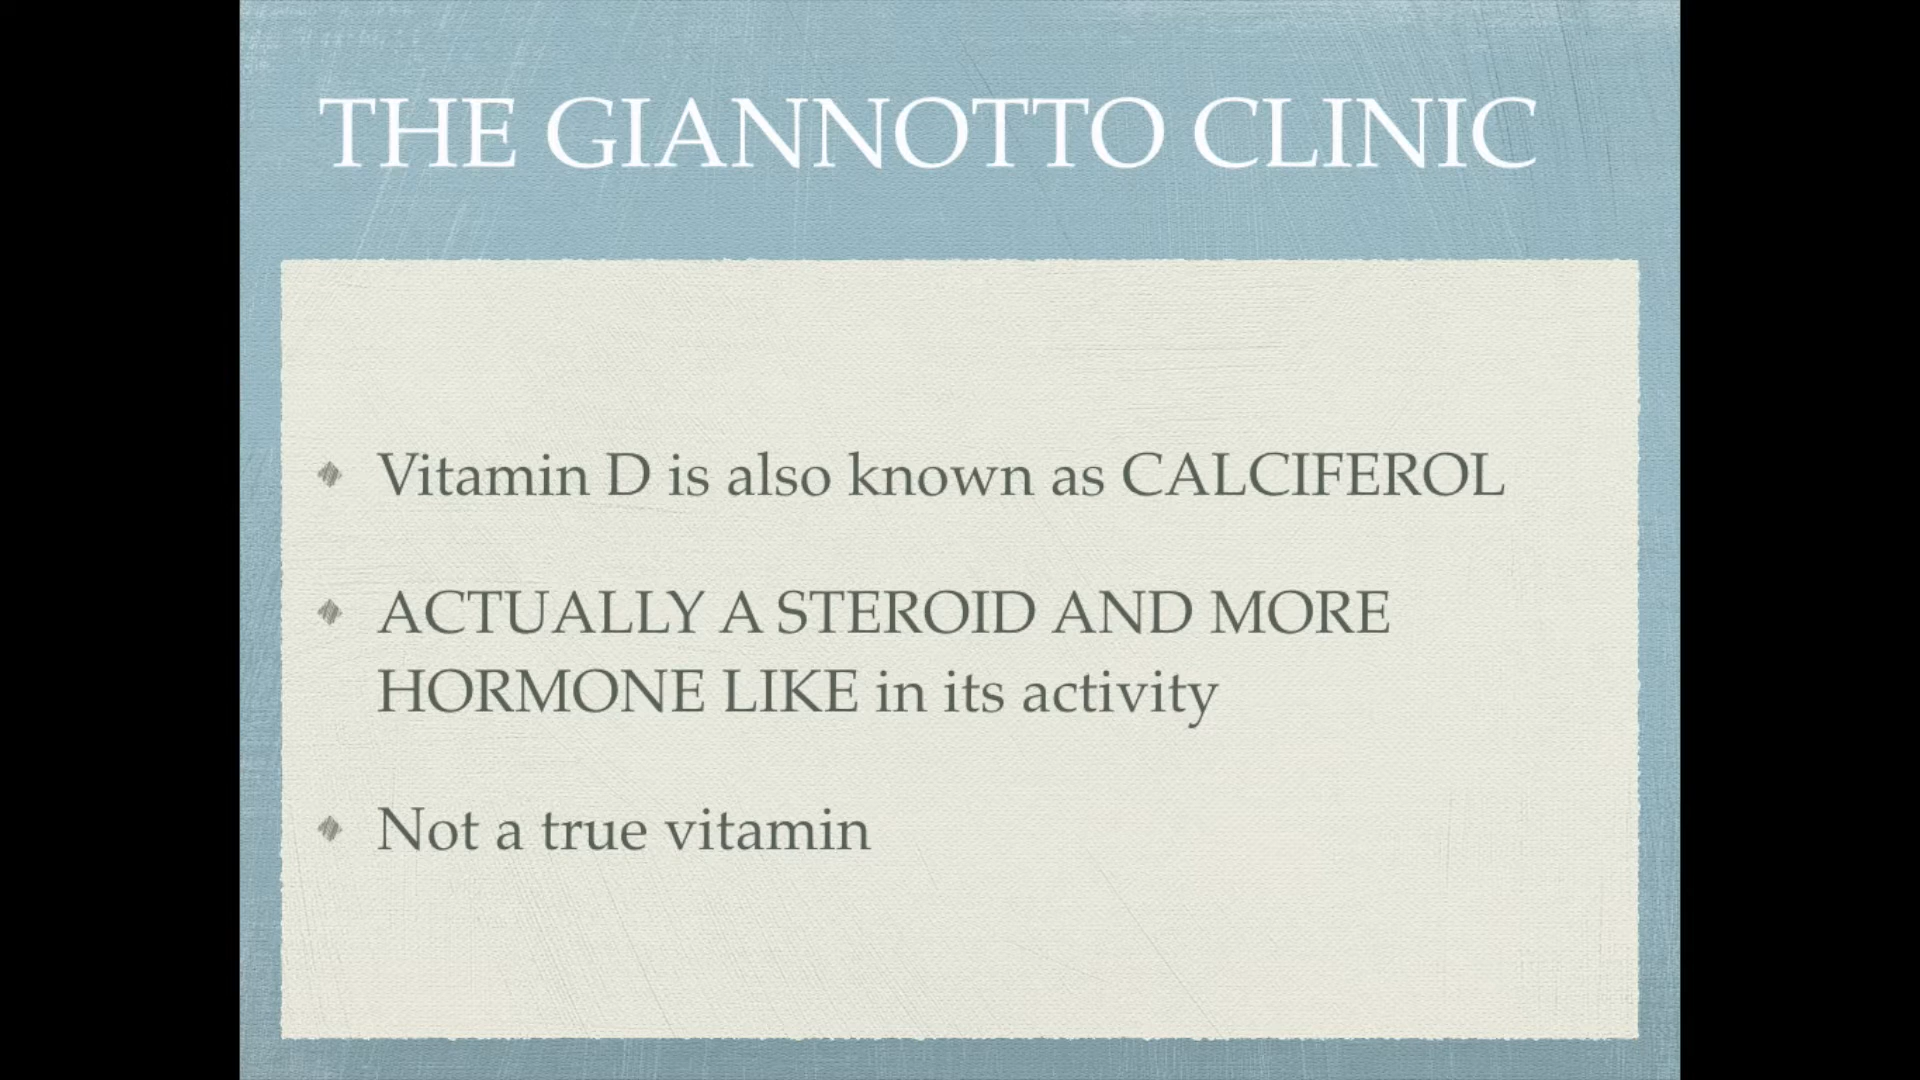 THE GIANNOTTO CLINIC
Vitamin D is also known as CALCIFEROL
ACTUALLY A STEROID AND MORE
HORMONE LIKE in its activity
Not a true vitamin